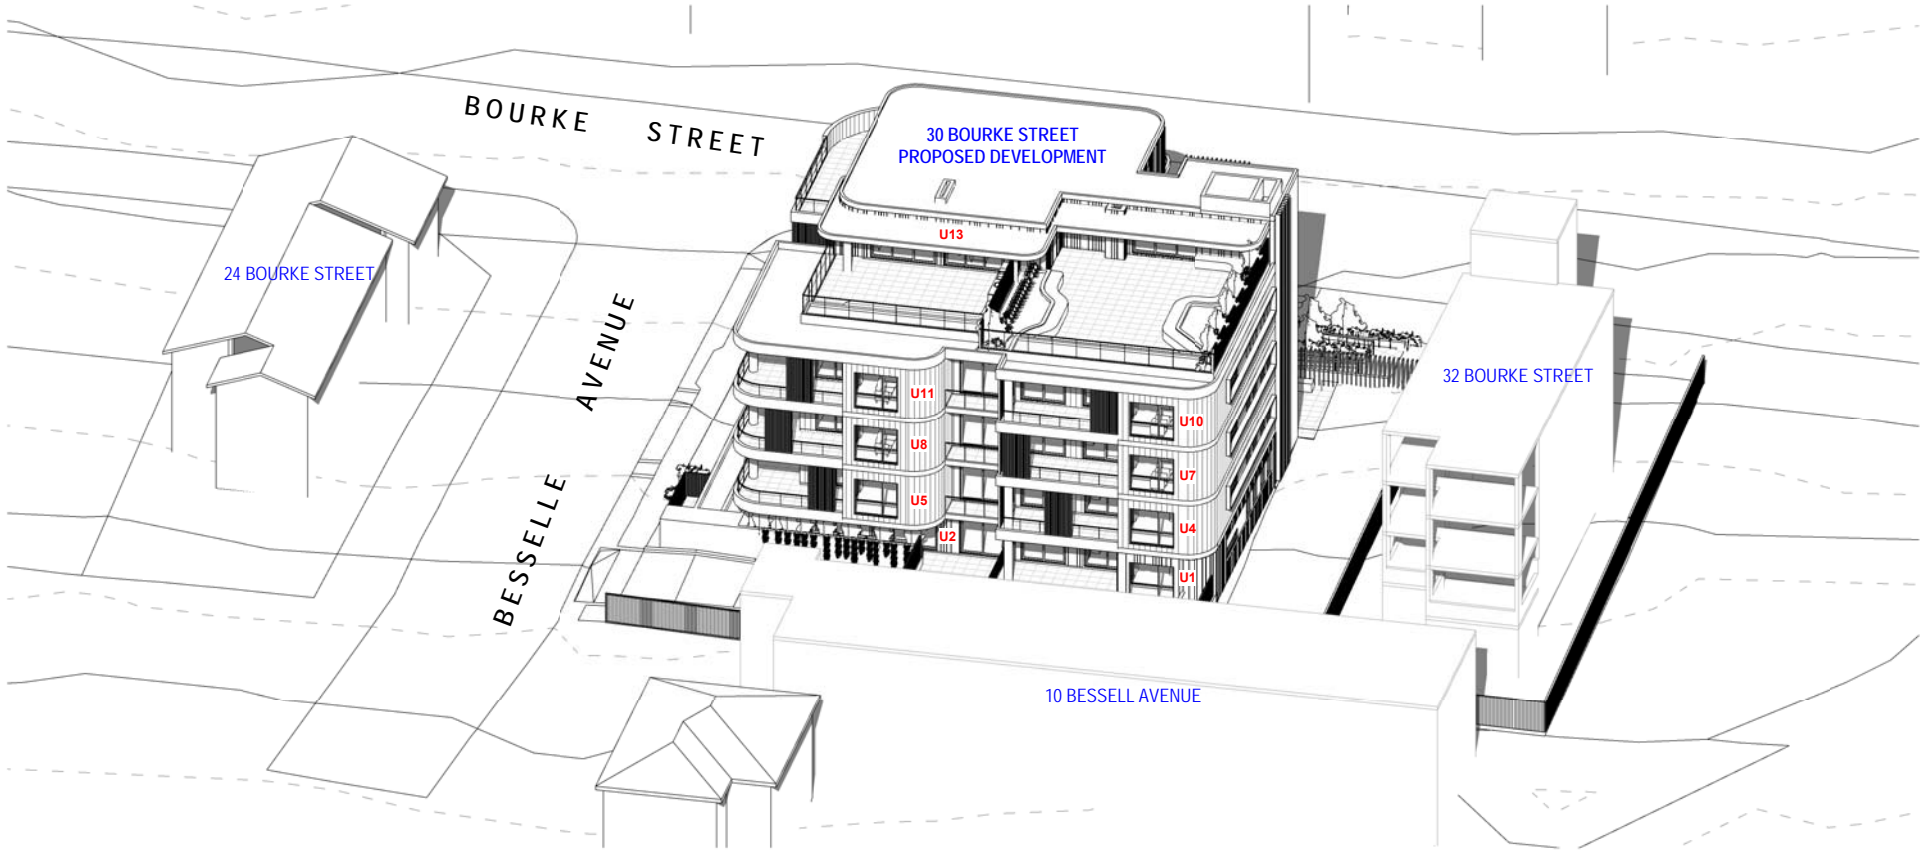 BOURKE STREET
30 BOURKE STREET
PROPOSED DEVELOPMENT
U13
24 BOURKE STREET
BESSELLE AVENUE
32 BOURKE STREET
U11
U10
U8
U7
U5
U4
U2
U1
10 BESSELL AVENUE